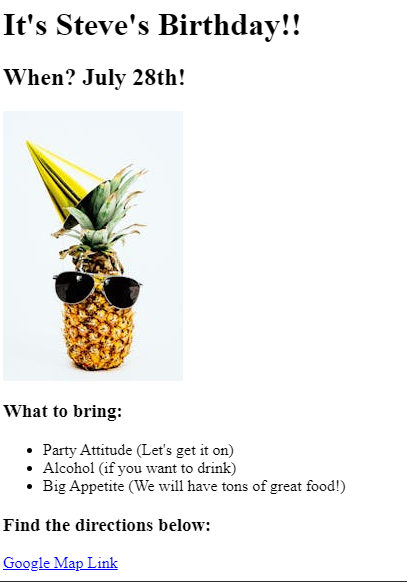 It's Steve's Birthday!!
When? July 28th!
What to bring:
Party Attitude (Let's get it on)
Alcohol (if you want to drink)
Big Appetite (We will have tons of great food!)
Find the directions below:
Google Map Link